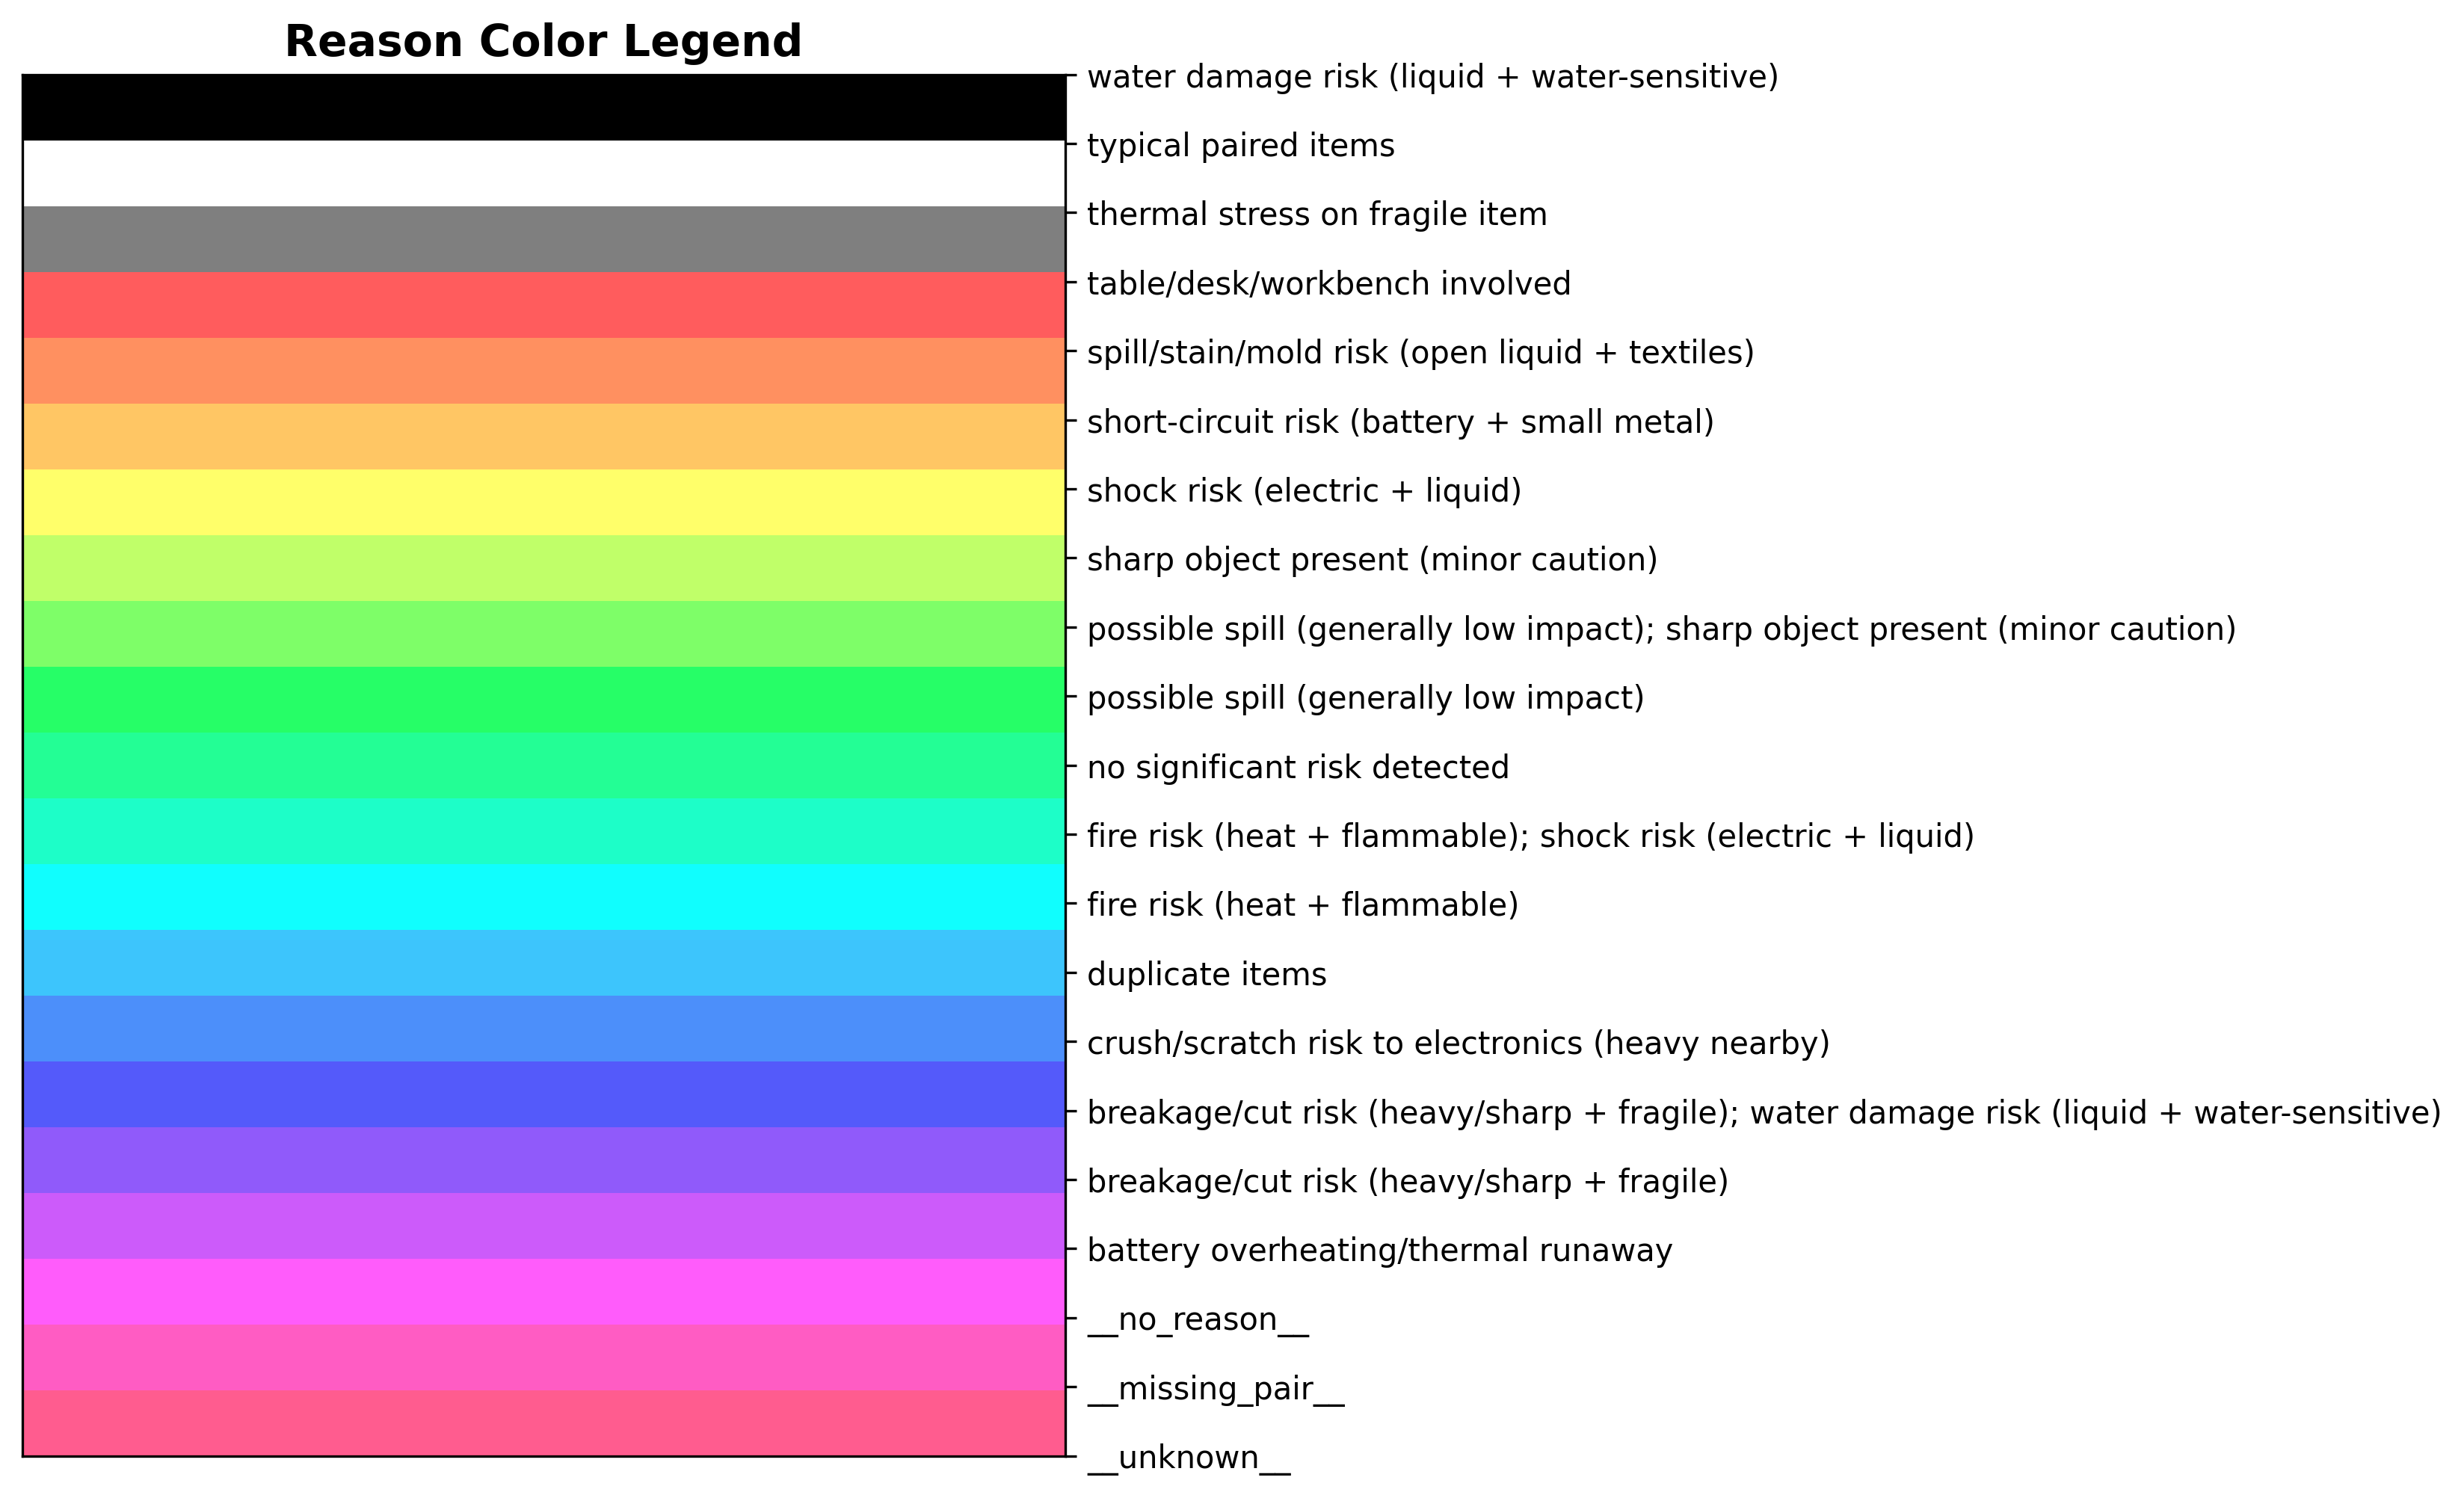 Reason Color Legend
water damage risk (liquid + water-sensitive)
typical paired items
thermal stress on fragile item
table/desk/workbench involved
spill/stain/mold risk (open liquid + textiles)
short-circuit risk (battery + small metal)
shock risk (electric + liquid)
sharp object present (minor caution)
possible spill (generally low impact); sharp object present (minor caution)
possible spill (generally low impact)
no significant risk detected
fire risk (heat + flammable); shock risk (electric + liquid)
fire risk (heat + flammable)
duplicate items
crush/scratch risk to electronics (heavy nearby)
breakage/cut risk (heavy/sharp + fragile); water damage risk (liquid + water-sensitive)
breakage/cut risk (heavy/sharp + fragile)
battery overheating/thermal runaway
__no_reason__
__missing_pair__
__unknown__